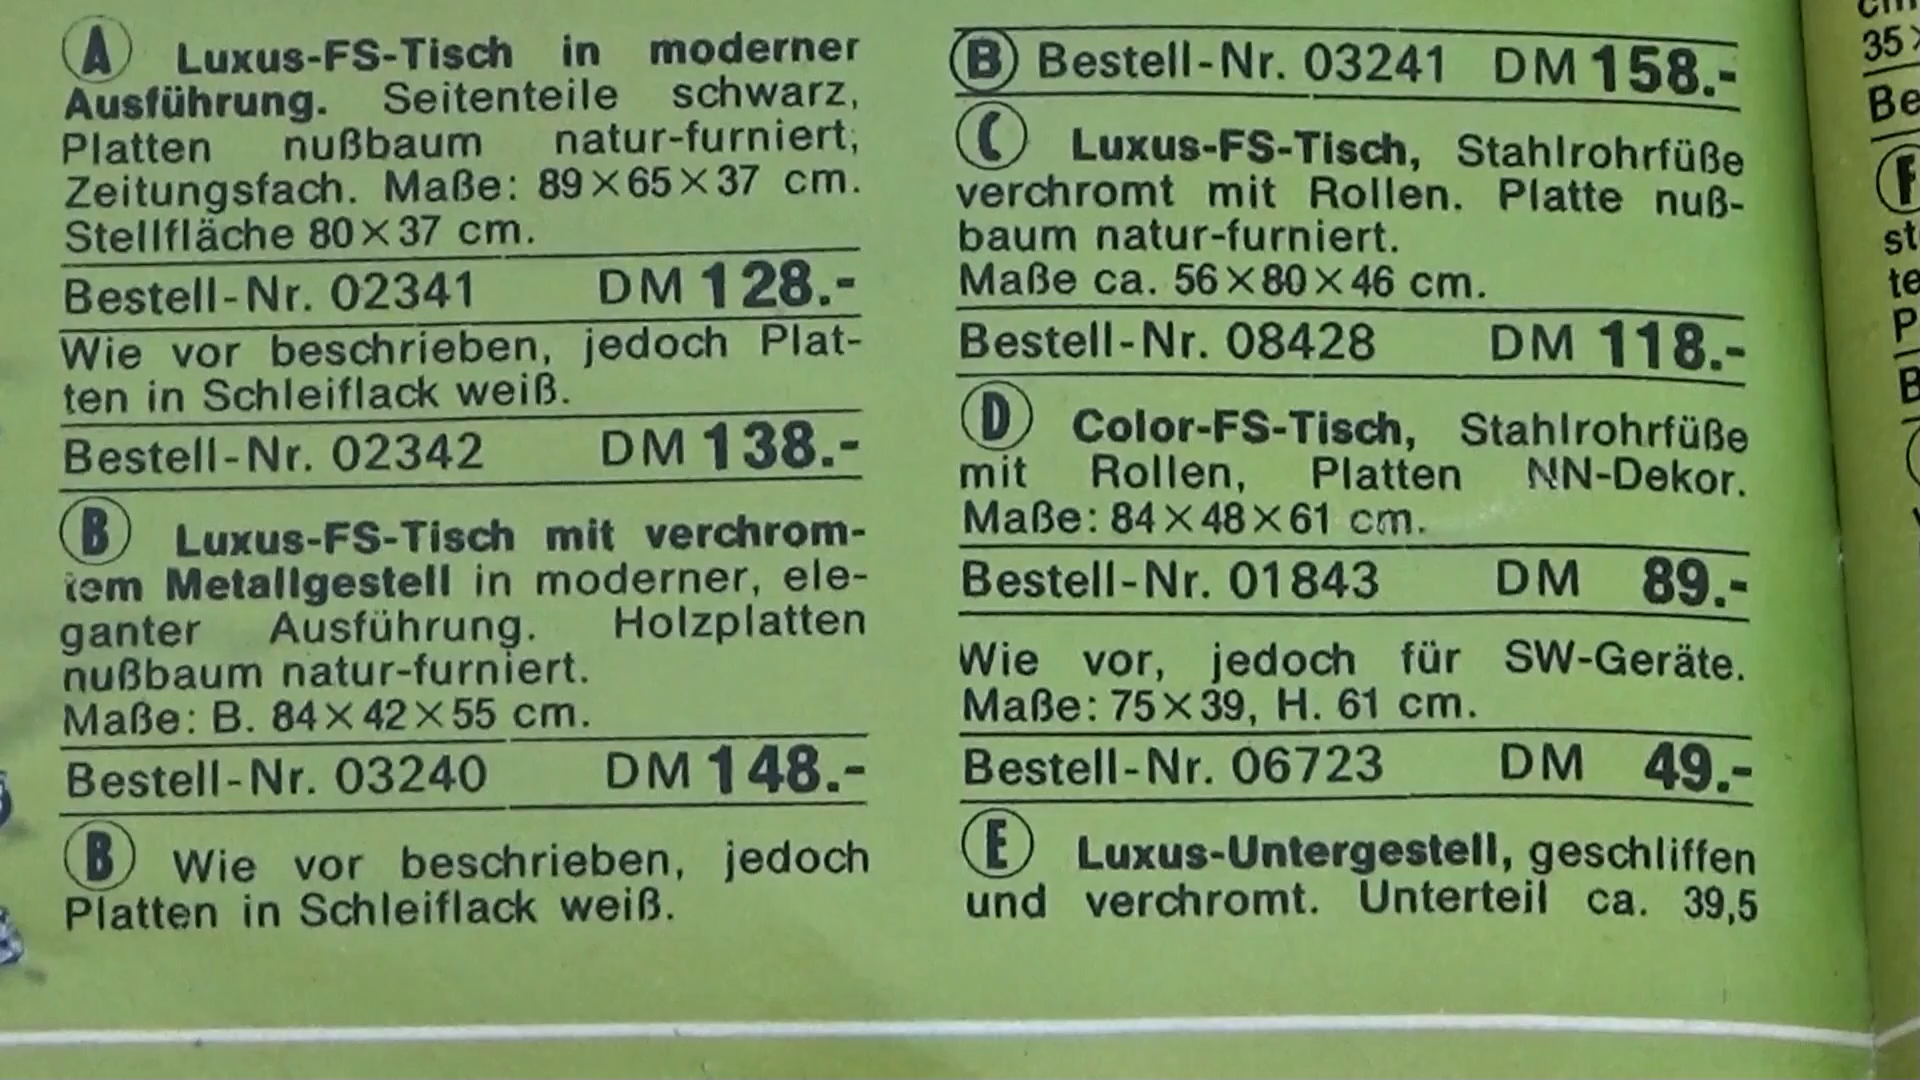 A Luxus-FS-Tisch in moderner
Ausführung. Seitenteile schwarz,
Platten nußbaum natur-furniert,
Zeitungsfach. Maße: 89×65×37 cm.
Stellfläche 80×37 cm.
Bestell-Nr. 02341 DM 128.-
Wie vor beschrieben, jedoch Plat-
ten in Schleiflack weiß.
Bestell-Nr. 02342 DM 138.-
B Luxus-FS-Tisch mit verchrom-
tem Metallgestell in moderner, ele-
ganter Ausführung. Holzplatten
nußbaum natur-furniert.
Maße: B. 84×42×55 cm.
Bestell-Nr. 03240 DM 148.-
B Wie vor beschrieben, jedoch
Platten in Schleiflack weiß.
B Bestell-Nr. 03241 DM 158.-
C Luxus-FS-Tisch, Stahlrohrfüße
verchromt mit Rollen. Platte nuß-
baum natur-furniert.
Maße ca. 56×80×46 cm.
Bestell-Nr. 08428 DM 118.-
D Color-FS-Tisch, Stahlrohrfüße
mit Rollen, Platten NN-Dekor.
Maße: 84×48×61 cm.
Bestell-Nr. 01843 DM 89.-
Wie vor, jedoch für SW-Geräte.
Maße: 75×39, H. 61 cm.
Bestell-Nr. 06723 DM 49.-
E Luxus-Untergestell, geschliffen
und verchromt. Unterteil ca. 39,5